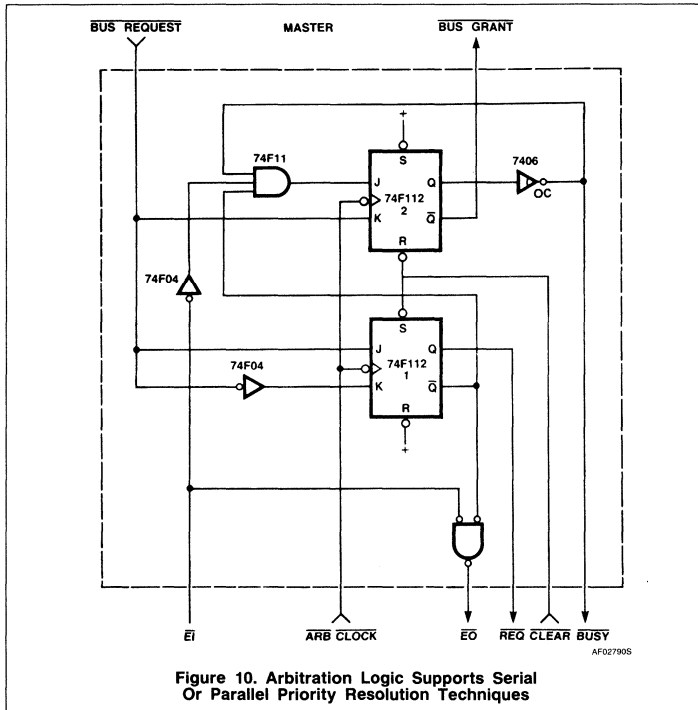 BUS REQUEST MASTER BUS GRANT
+
74F11
S
7406
J Q
OC
74F112
2
K Q
R
74F04
S
J Q
74F04
74F112
1
K Q
R
+
EI ARB CLOCK EO REQ CLEAR BUSY
AF02790S
Figure 10. Arbitration Logic Supports Serial
Or Parallel Priority Resolution Techniques